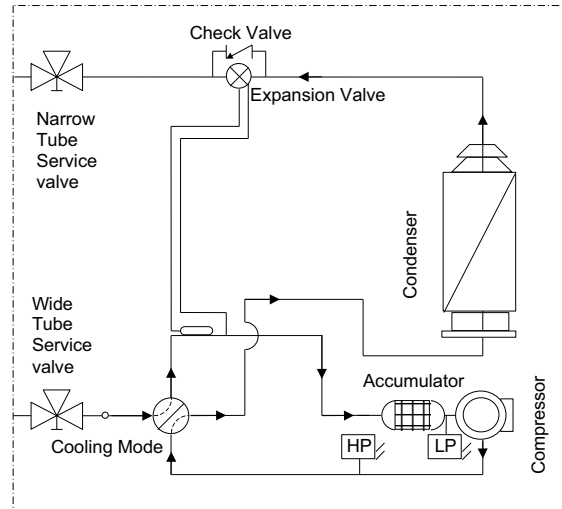 Check Valve
Expansion Valve
Narrow
Tube
Service
valve
Condenser
Wide
Tube
Service
valve
Accumulator
Cooling Mode
HP
LP
Compressor